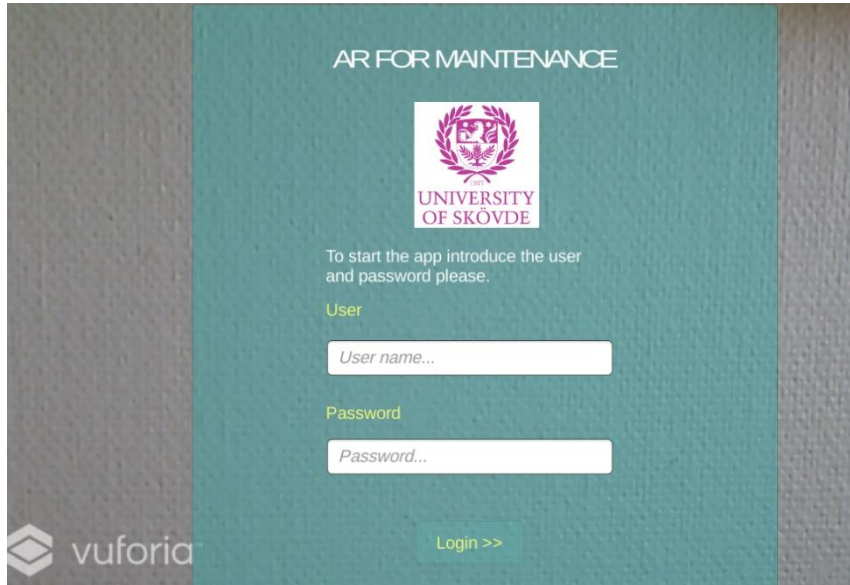 AR FOR MAINTENANCE
UNIVERSITY
OF SKÖVDE
To start the app introduce the user
and password please.
User
User name...
Password
Password...
Login >>
vuforia